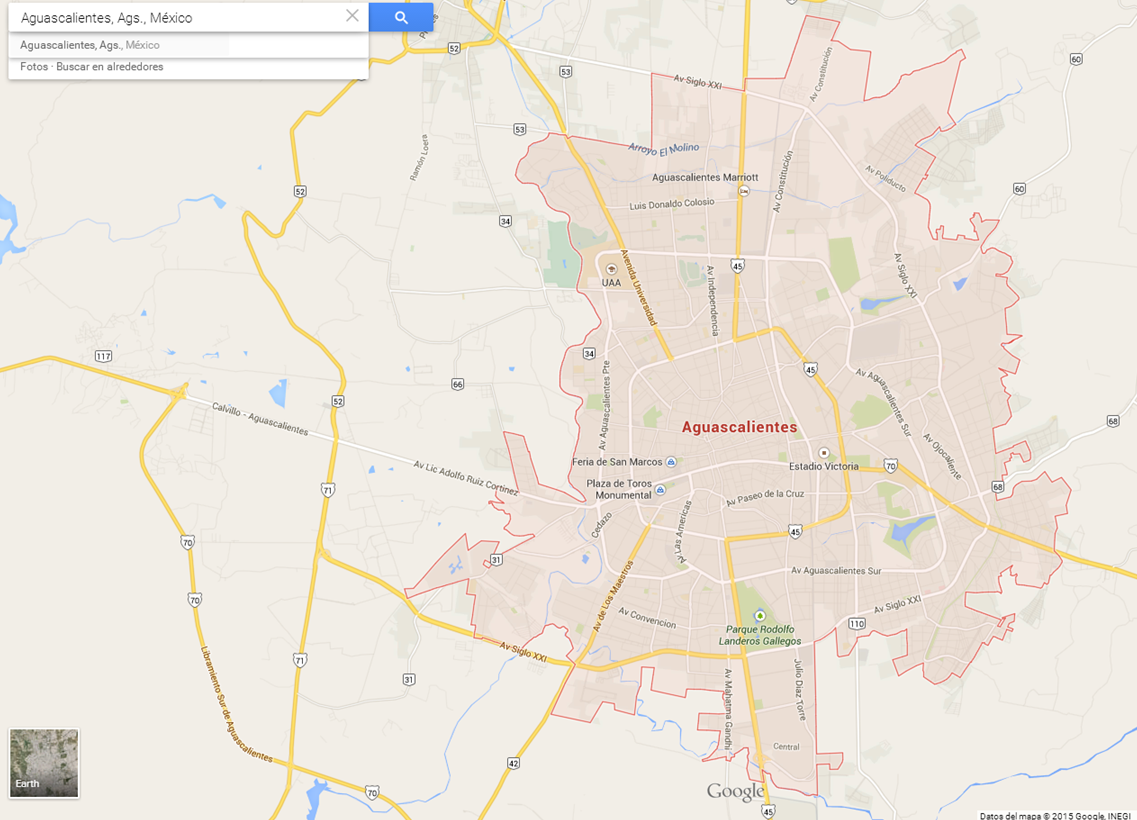 Aguascalientes, Ags., México
Aguascalientes, Ags., México
Fotos · Buscar en alrededores
52
53
60
Av Siglo XXI
Av Constitución
53
Ramón Loera
Arroyo El Molino
Aguascalientes Marriott
Av Constitución
Av Poliducto
52
60
Luis Donaldo Colosio
34
Av Siglo XXI
45
UAA
Avenida Universidad
Av Independencia
117
34
45
66
Av Aguascalientes Pte
Av Aguascalientes Sur
52
Calvillo - Aguascalientes
Aguascalientes
68
Av Ojocaliente
Feria de San Marcos
Estadio Victoria
70
Av Lic Adolfo Ruiz Cortinez
Plaza de Toros
Monumental
71
68
Av Paseo de la Cruz
Cedazo
Av Las Americas
45
70
31
Av Aguascalientes Sur
Av de Los Maestros
70
Av Siglo XXI
Av Convencion
110
Parque Rodolfo
Landeros Gallegos
Av Siglo XXI
71
31
Libramiento Sur de Aguascalientes
Av Mahatma Gandhi
Julio Díaz Torre
Central
42
Earth
70
Google
45
Datos del mapa © 2015 Google, INEGI